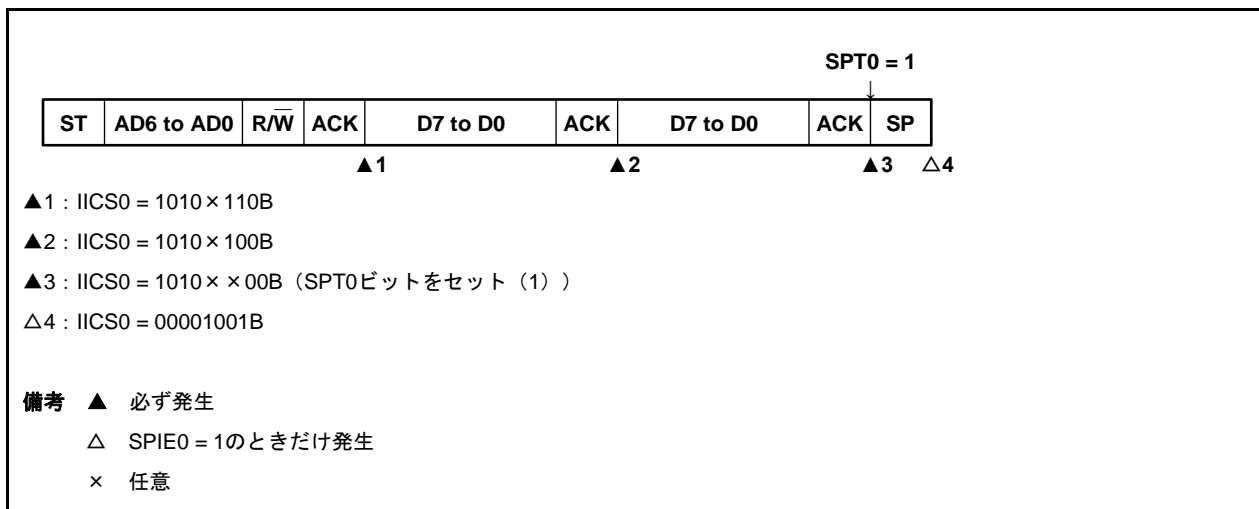 SPT0 = 1
↓
ST AD6 to AD0 R/W̅ ACK D7 to D0 ACK D7 to D0 ACK SP
▲1 ▲2 ▲3 △4
▲1：IICS0 = 1010×110B
▲2：IICS0 = 1010×100B
▲3：IICS0 = 1010××00B（SPT0ビットをセット（1））
△4：IICS0 = 00001001B
備考 ▲ 必ず発生
△ SPIE0 = 1のときだけ発生
× 任意